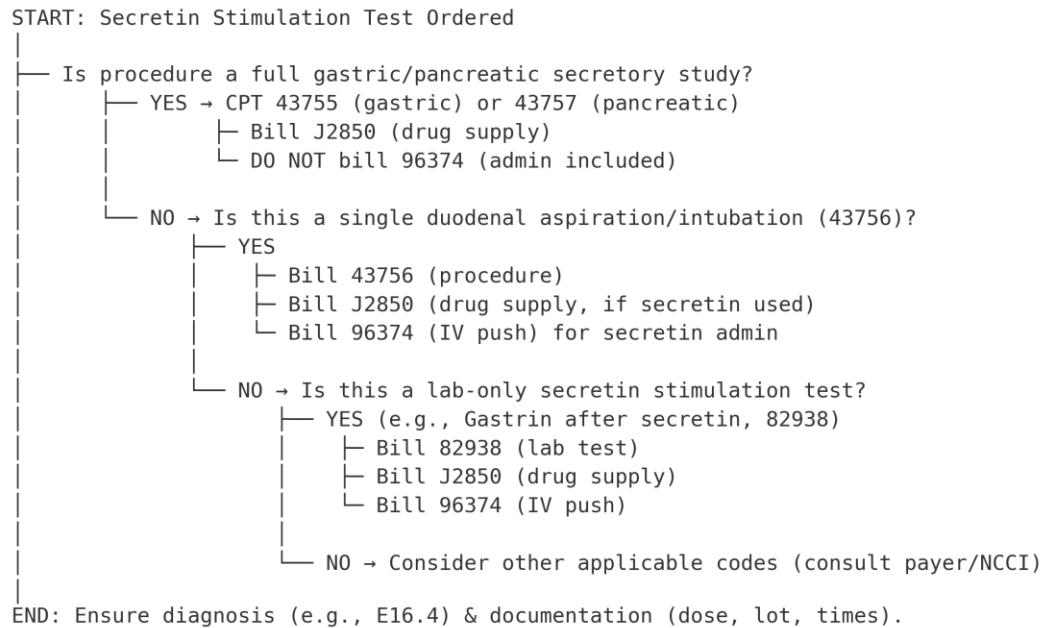 START: Secretin Stimulation Test Ordered
│
├── Is procedure a full gastric/pancreatic secretory study?
│      ├── YES → CPT 43755 (gastric) or 43757 (pancreatic)
│      │        ├─ Bill J2850 (drug supply)
│      │        └─ DO NOT bill 96374 (admin included)
│      │
│      └── NO → Is this a single duodenal aspiration/intubation (43756)?
│             ├── YES
│             │    ├─ Bill 43756 (procedure)
│             │    ├─ Bill J2850 (drug supply, if secretin used)
│             │    └─ Bill 96374 (IV push) for secretin admin
│             │
│             └── NO → Is this a lab-only secretin stimulation test?
│                    ├── YES (e.g., Gastrin after secretin, 82938)
│                    │    ├─ Bill 82938 (lab test)
│                    │    ├─ Bill J2850 (drug supply)
│                    │    └─ Bill 96374 (IV push)
│                    │
│                    └── NO → Consider other applicable codes (consult payer/NCCI)
│
END: Ensure diagnosis (e.g., E16.4) & documentation (dose, lot, times).